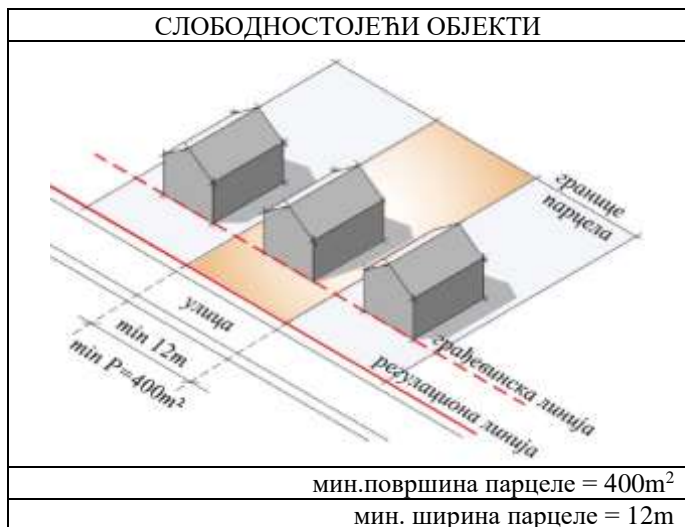 СЛОБОДНОСТОЈЕЋИ ОБЈЕКТИ
границе
парцела
улица
min 12m
min P=400m²
грађевинска линија
регулациона линија
мин.површина парцеле = 400m²
мин. ширина парцеле = 12m